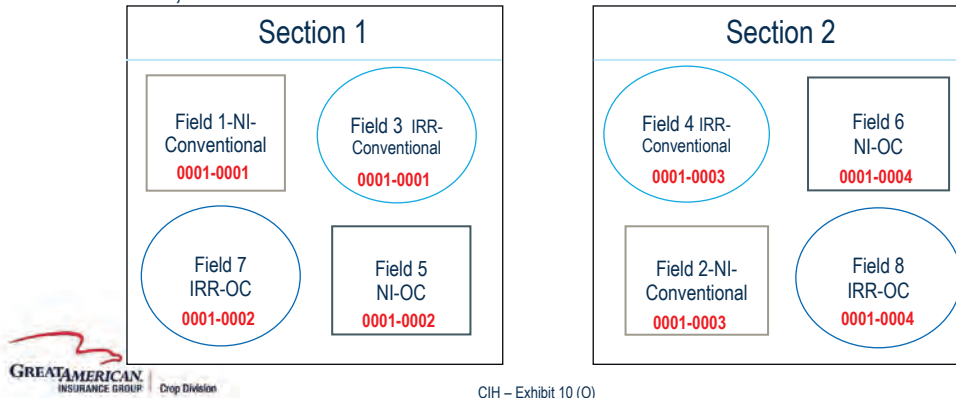 Section 1
Field 1-NI-
Conventional
0001-0001
Field 3 IRR-
Conventional
0001-0001
Field 7
IRR-OC
0001-0002
Field 5
NI-OC
0001-0002
Section 2
Field 4 IRR-
Conventional
0001-0003
Field 6
NI-OC
0001-0004
Field 2-NI-
Conventional
0001-0003
Field 8
IRR-OC
0001-0004
GREATAMERICAN.
INSURANCE GROUP Crop Division
CIH – Exhibit 10 (O)